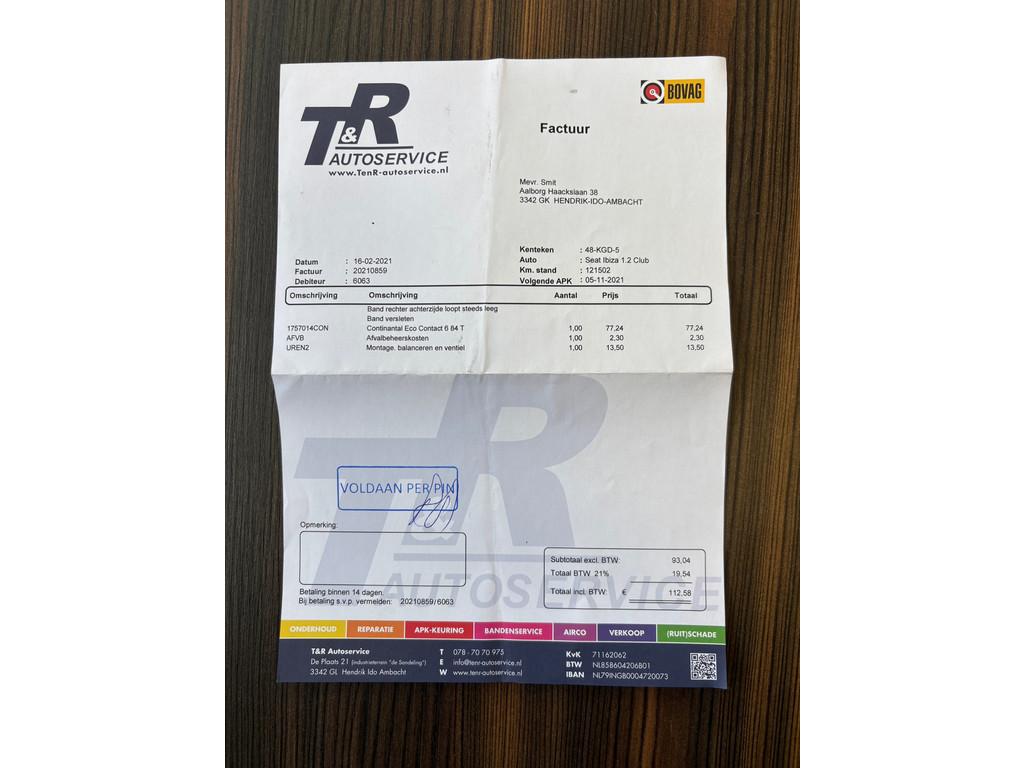 T&R
AUTOSERVICE
www.TenR-autoservice.nl
BOVAG
Factuur
Mevr. Smit
Aalborg Haackslaan 38
3342 GK HENDRIK-IDO-AMBACHT
Kenteken : 48-KGD-5
Auto : Seat Ibiza 1.2 Club
Km. stand : 121502
Volgende APK : 05-11-2021
Datum : 16-02-2021
Factuur : 20210859
Debiteur : 6063
Omschrijving Omschrijving Aantal Prijs Totaal
Band rechter achterzijde loopt steeds leeg
Band versleten
1757014CON Continantal Eco Contact 6 84 T 1,00 77,24 77,24
AFVB Afvalbeheerskosten 1,00 2,30 2,30
UREN2 Montage, balanceren en ventiel 1,00 13,50 13,50
T&R
AUTOSERVICE
VOLDAAN PER PIN
Opmerking:
Subtotaal excl. BTW: 93,04
Totaal BTW 21% 19,54
Totaal incl. BTW: € 112,58
Betaling binnen 14 dagen.
Bij betaling s.v.p. vermelden: 20210859/6063
ONDERHOUD REPARATIE APK-KEURING BANDENSERVICE AIRCO VERKOOP (RUIT)SCHADE
T&R Autoservice
De Plaats 21 (industrieterrein "de Sandeling")
3342 GL Hendrik Ido Ambacht
T 078 - 70 70 975
E info@tenr-autoservice.nl
W www.tenr-autoservice.nl
KvK 71162062
BTW NL858604206B01
IBAN NL79INGB0004720073